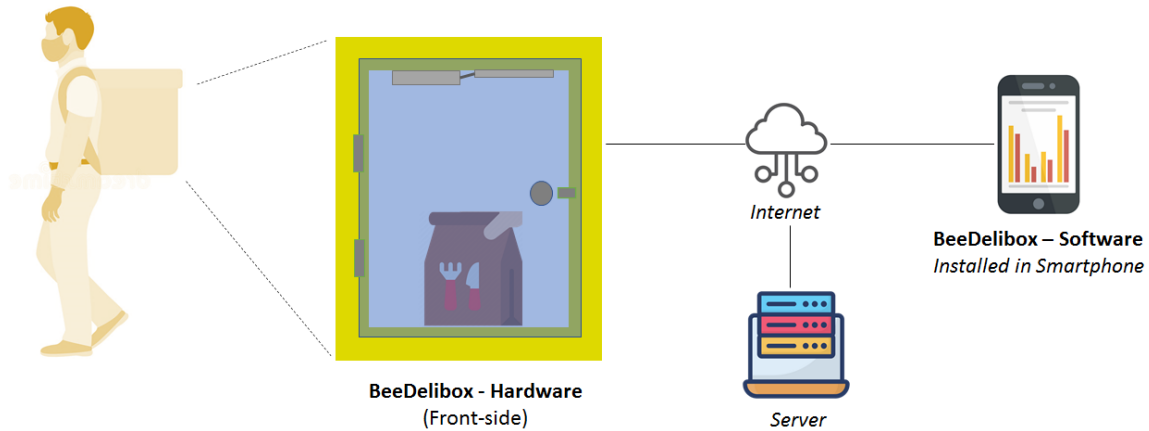 BeeDelibox - Hardware
(Front-side)
Internet
Server
BeeDelibox – Software
Installed in Smartphone